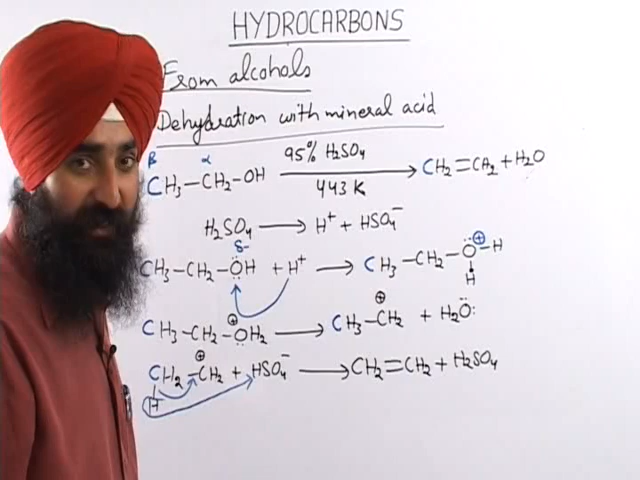 HYDROCARBONS
From alcohols
Dehydration with mineral acid
β α
CH₃—CH₂—OH 95% H₂SO₄ 443 K → CH₂=CH₂ + H₂O
H₂SO₄ → H⁺ + HSO₄⁻
δ-
CH₃—CH₂—ÖH + H⁺ → CH₃—CH₂—Ö⊕—H
H
CH₃—CH₂—⊕OH₂ → CH₃—⊕CH₂ + H₂Ö:
CH₂—⊕CH₂ + HSO₄⁻ → CH₂=CH₂ + H₂SO₄
H